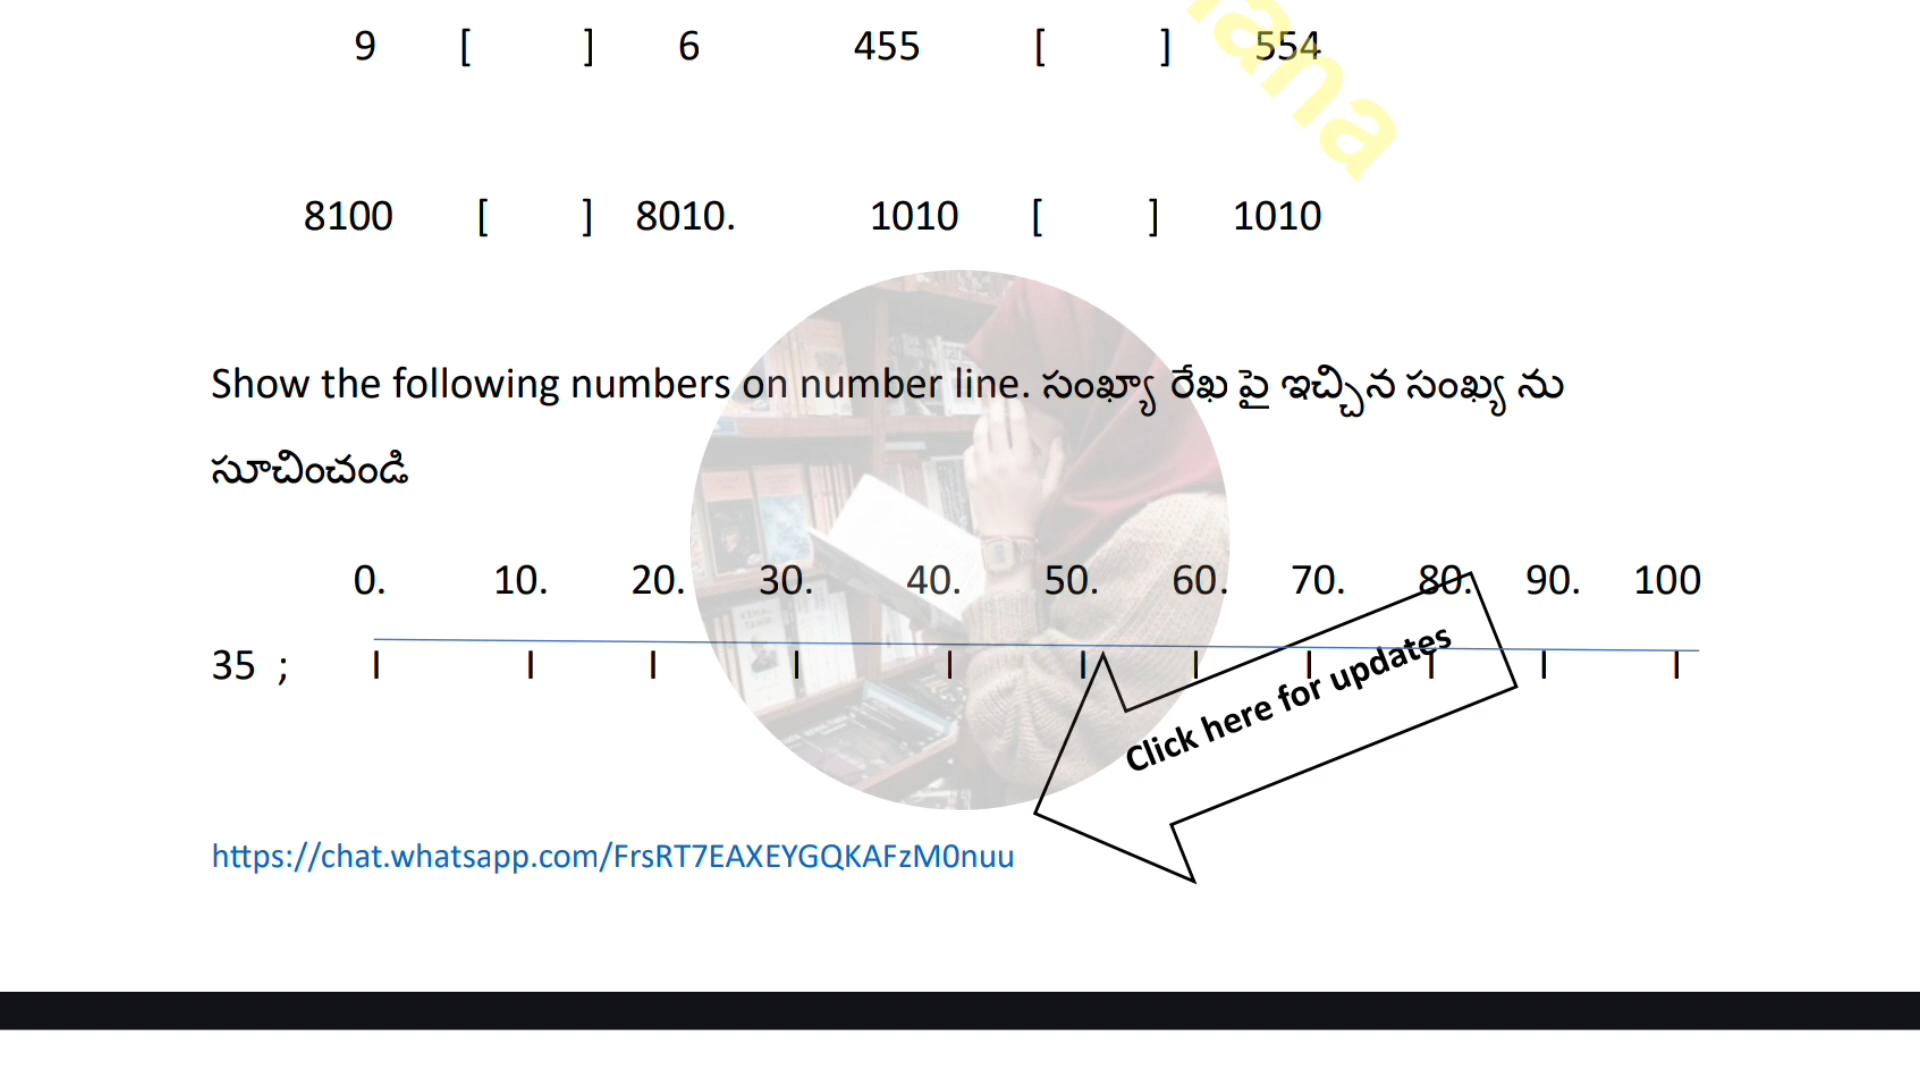 9 [ ] 6 455 [ ] 554
ana
8100 [ ] 8010. 1010 [ ] 1010
Show the following numbers on number line. సంఖ్యా రేఖ పై ఇచ్చిన సంఖ్య ను
సూచించండి
0. 10. 20. 30. 40. 50. 60. 70. 80. 90. 100
35 ; I I I I I I I I I I I
Click here for updates
https://chat.whatsapp.com/FrsRT7EAXEYGQKAFzM0nuu